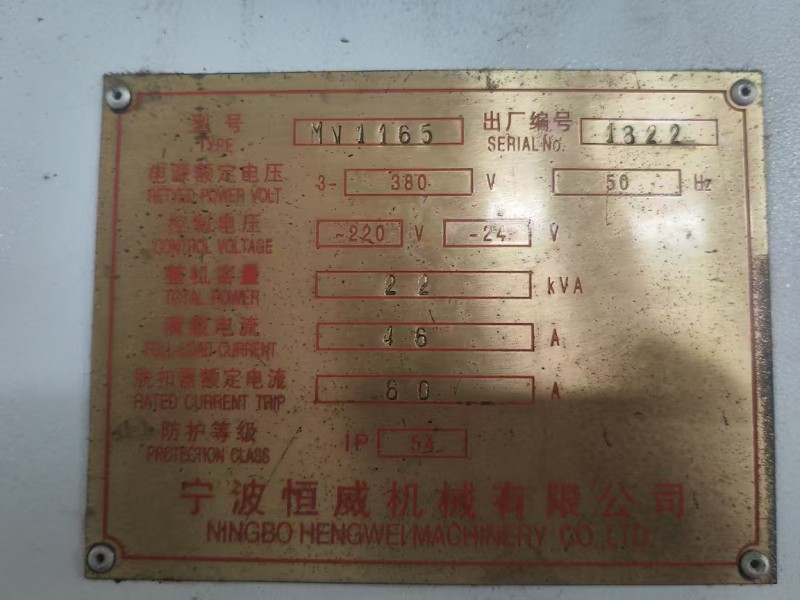 型号 MV1165 出厂编号 1322
TYPE SERIAL No.
电源额定电压 3- 380 V 50 Hz
RETVED POWER VOLT
控制电压 ~220 V -24 V
CONTROL VOLTAGE
整机容量 22 kVA
TOTAL POWER
满载电流 46 A
FULL-LOAD CURRENT
脱扣器额定电流 60 A
RATED CURRENT TRIP
防护等级 IP 54
PROTECTION CLASS
宁波恒威机械有限公司
NINGBO HENGWEI MACHINERY CO.,LTD.